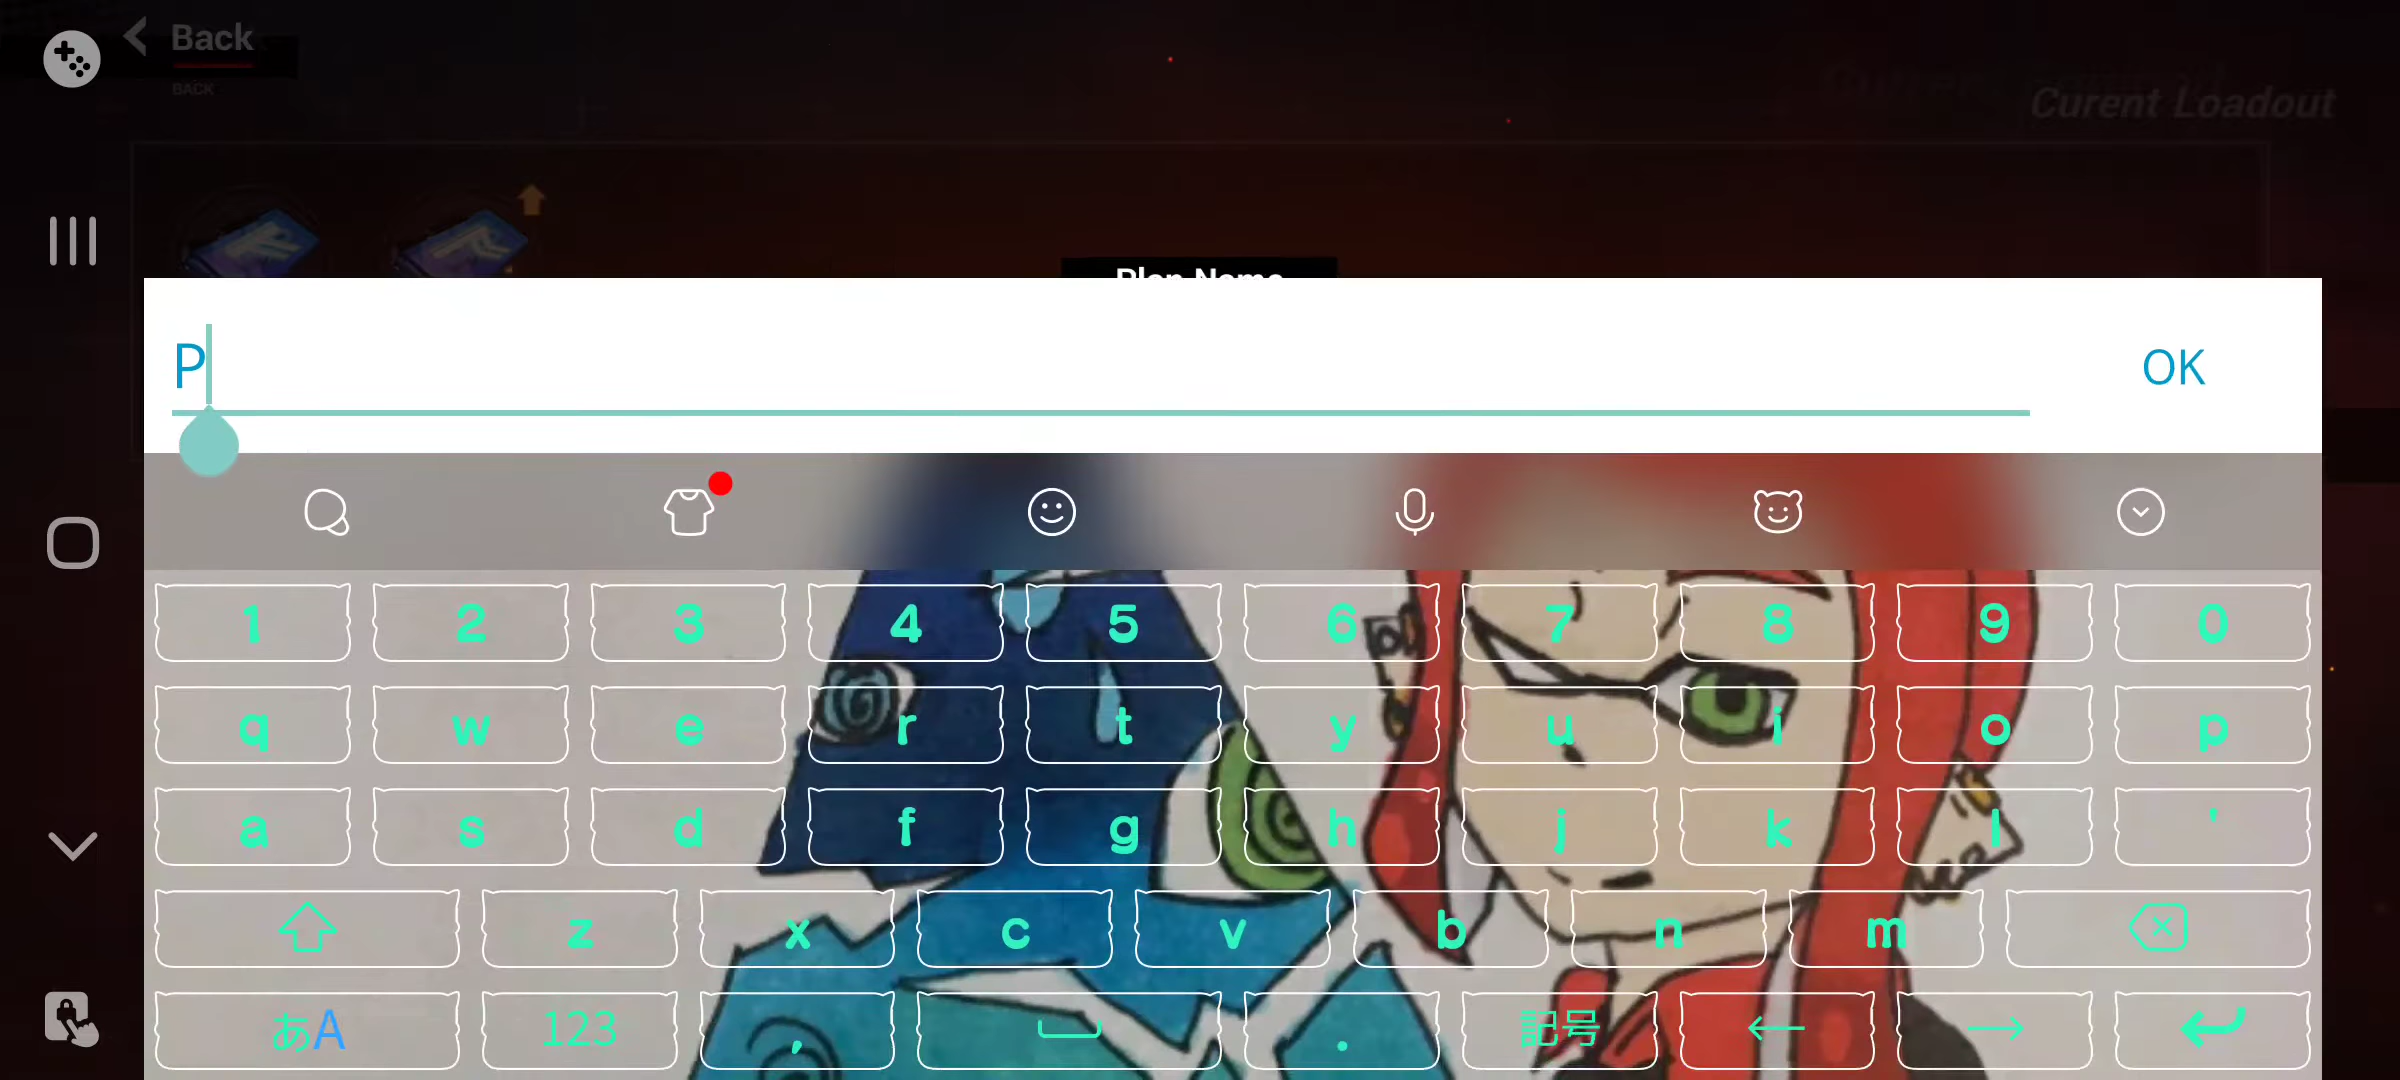 Back
BACK
Curent Loadout
Plan Name
P
OK
1 2 3 4 5 6 7 8 9 0
q w e r t y u i o p
a s d f g h j k l '
z x c v b n m
あA 123 , . 記号